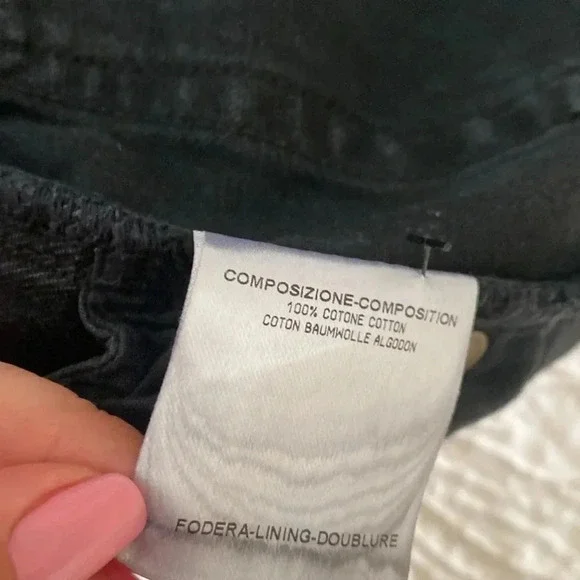 COMPOSIZIONE-COMPOSITION
100% COTONE COTTON
COTON BAUMWOLLE ALGODON
FODERA-LINING-DOUBLURE